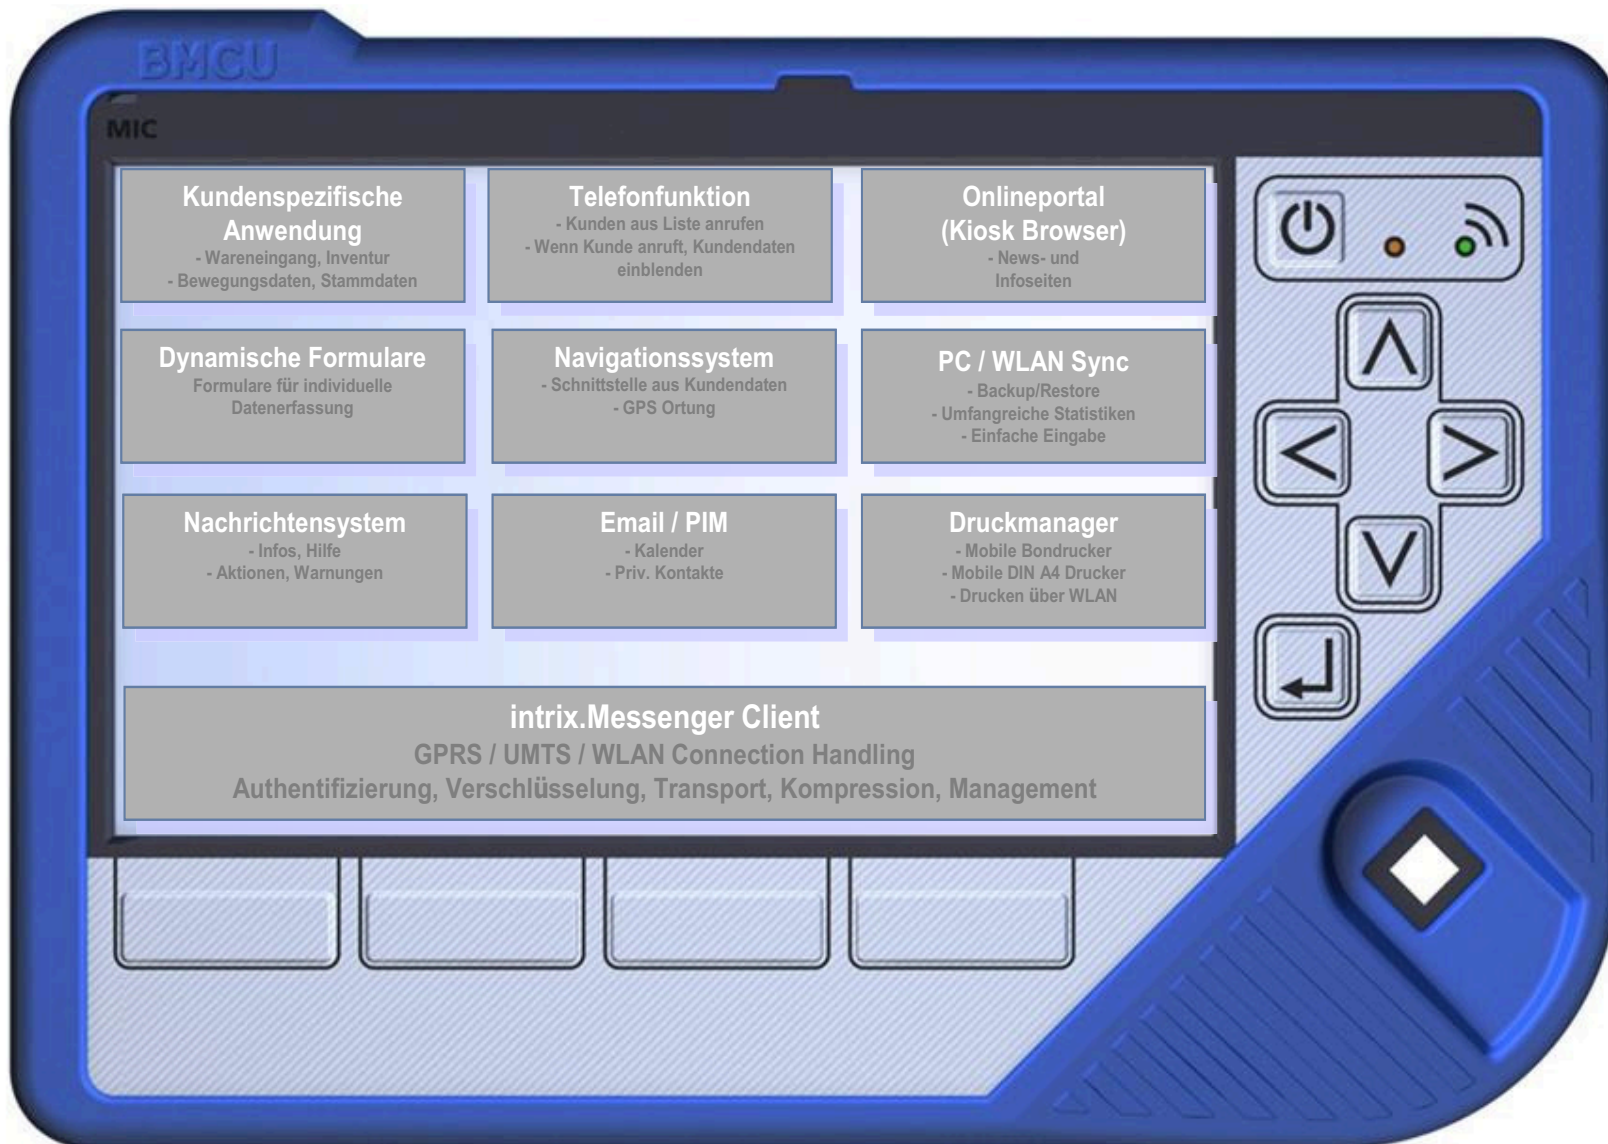 BMCU
MIC
Kundenspezifische
Anwendung
- Wareneingang, Inventur
- Bewegungsdaten, Stammdaten
Telefonfunktion
- Kunden aus Liste anrufen
- Wenn Kunde anruft, Kundendaten
einblenden
Onlineportal
(Kiosk Browser)
- News- und
Infoseiten
Dynamische Formulare
Formulare für individuelle
Datenerfassung
Navigationssystem
- Schnittstelle aus Kundendaten
- GPS Ortung
PC / WLAN Sync
- Backup/Restore
- Umfangreiche Statistiken
- Einfache Eingabe
Nachrichtensystem
- Infos, Hilfe
- Aktionen, Warnungen
Email / PIM
- Kalender
- Priv. Kontakte
Druckmanager
- Mobile Bondrucker
- Mobile DIN A4 Drucker
- Drucken über WLAN
intrix.Messenger Client
GPRS / UMTS / WLAN Connection Handling
Authentifizierung, Verschlüsselung, Transport, Kompression, Management